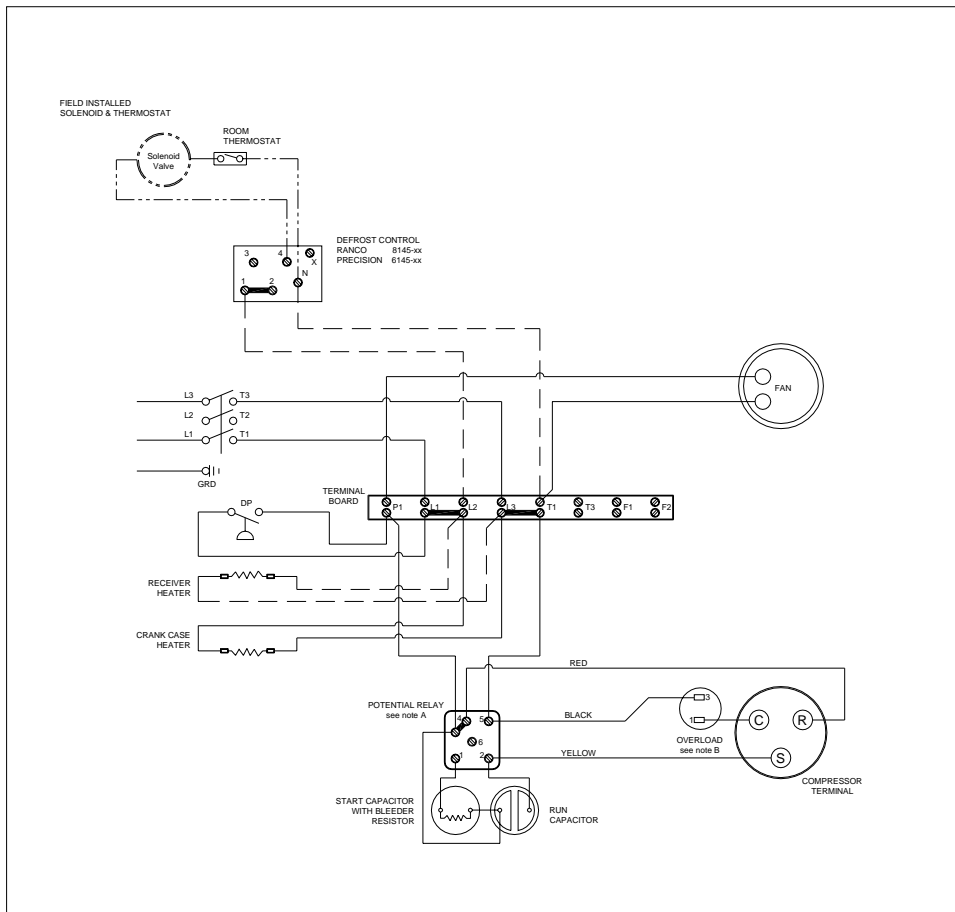 FIELD INSTALLED
SOLENOID & THERMOSTAT
ROOM
THERMOSTAT
Solenoid
Valve
DEFROST CONTROL
RANCO 8145-xx
PRECISION 6145-xx
3
4
X
N
1
2
L3
T3
L2
T2
L1
T1
GRD
FAN
TERMINAL
BOARD
P1
L1
L2
L3
T1
T3
F1
F2
DP
RECEIVER
HEATER
CRANK CASE
HEATER
RED
POTENTIAL RELAY
see note A
4
5
6
1
2
BLACK
YELLOW
3
1
OVERLOAD
see note B
C
R
S
COMPRESSOR
TERMINAL
START CAPACITOR
WITH BLEEDER
RESISTOR
RUN
CAPACITOR